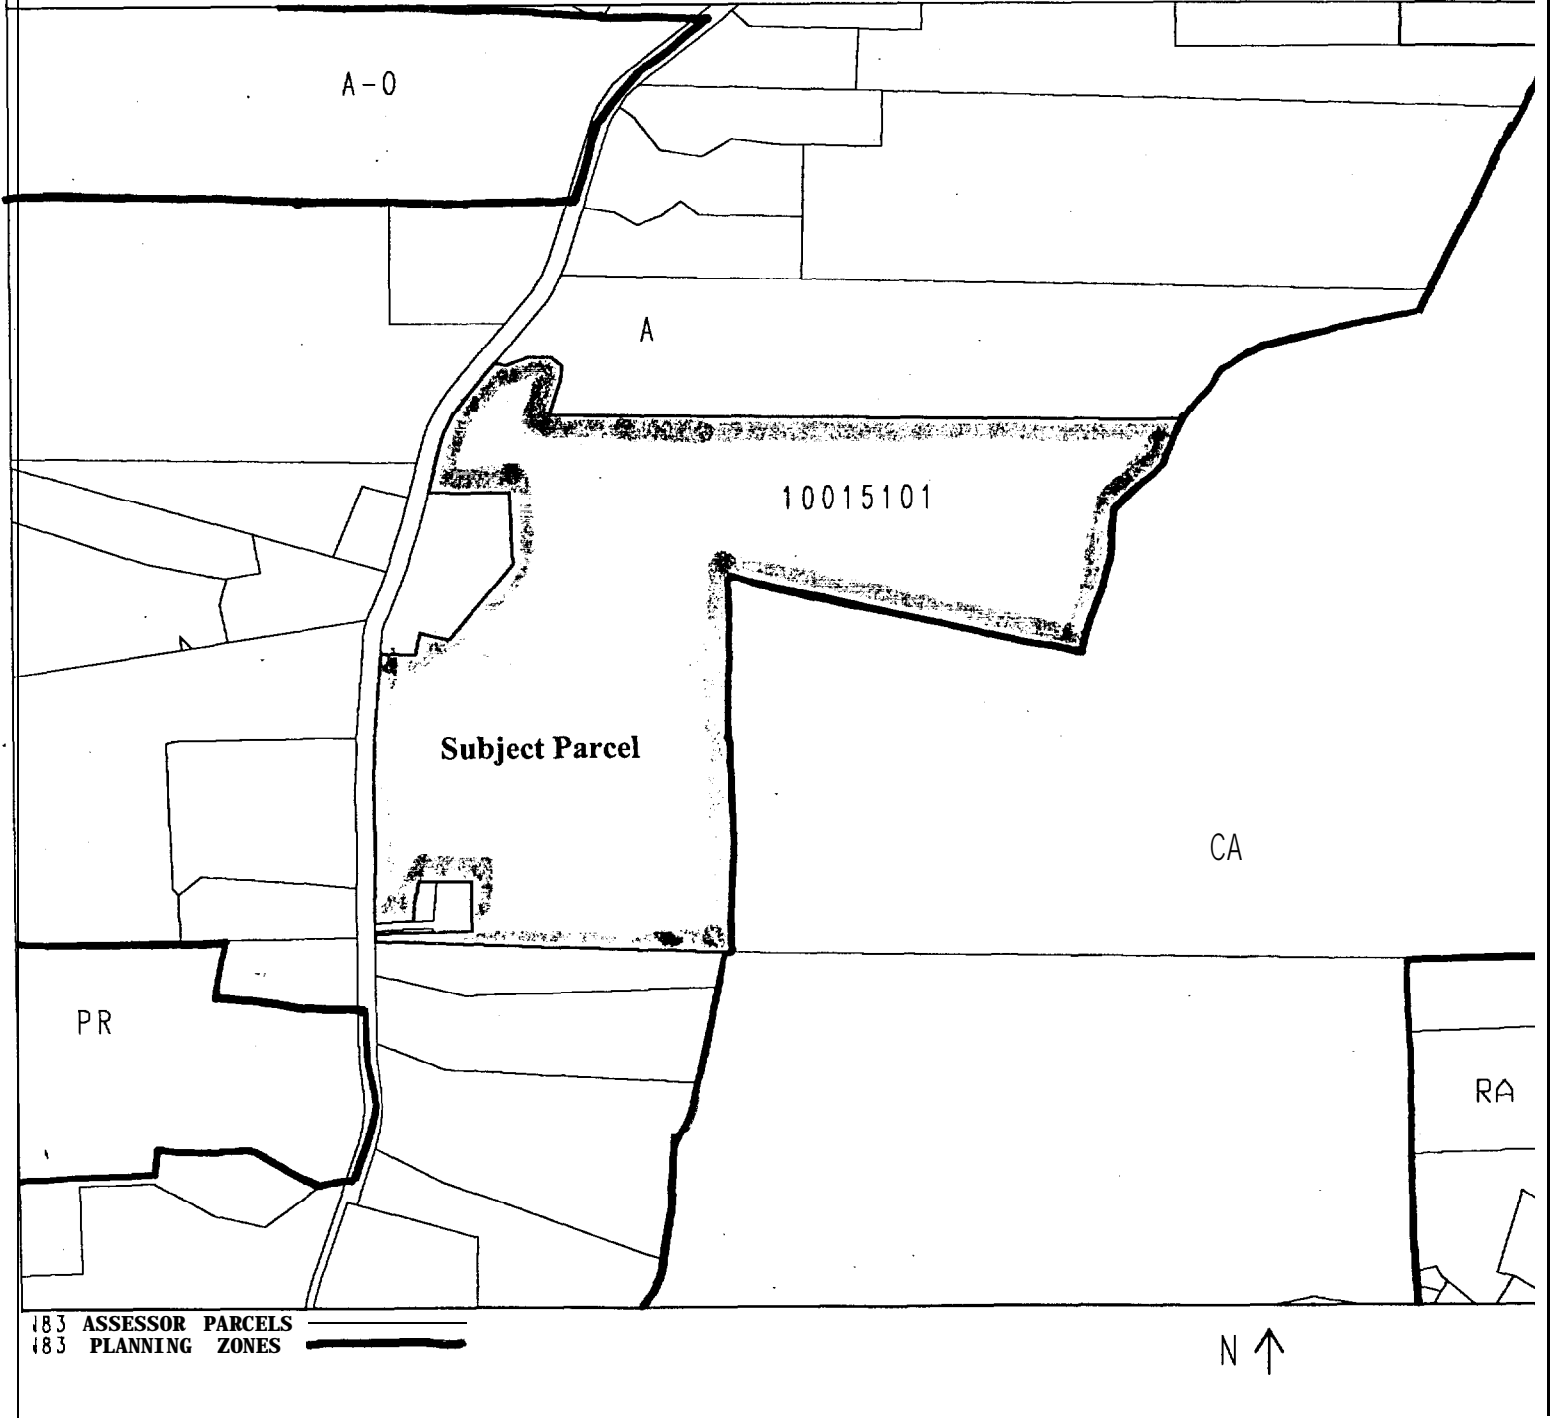 A-O
A
10015101
Subject Parcel
CA
PR
RA
183 ASSESSOR PARCELS
183 PLANNING ZONES
N